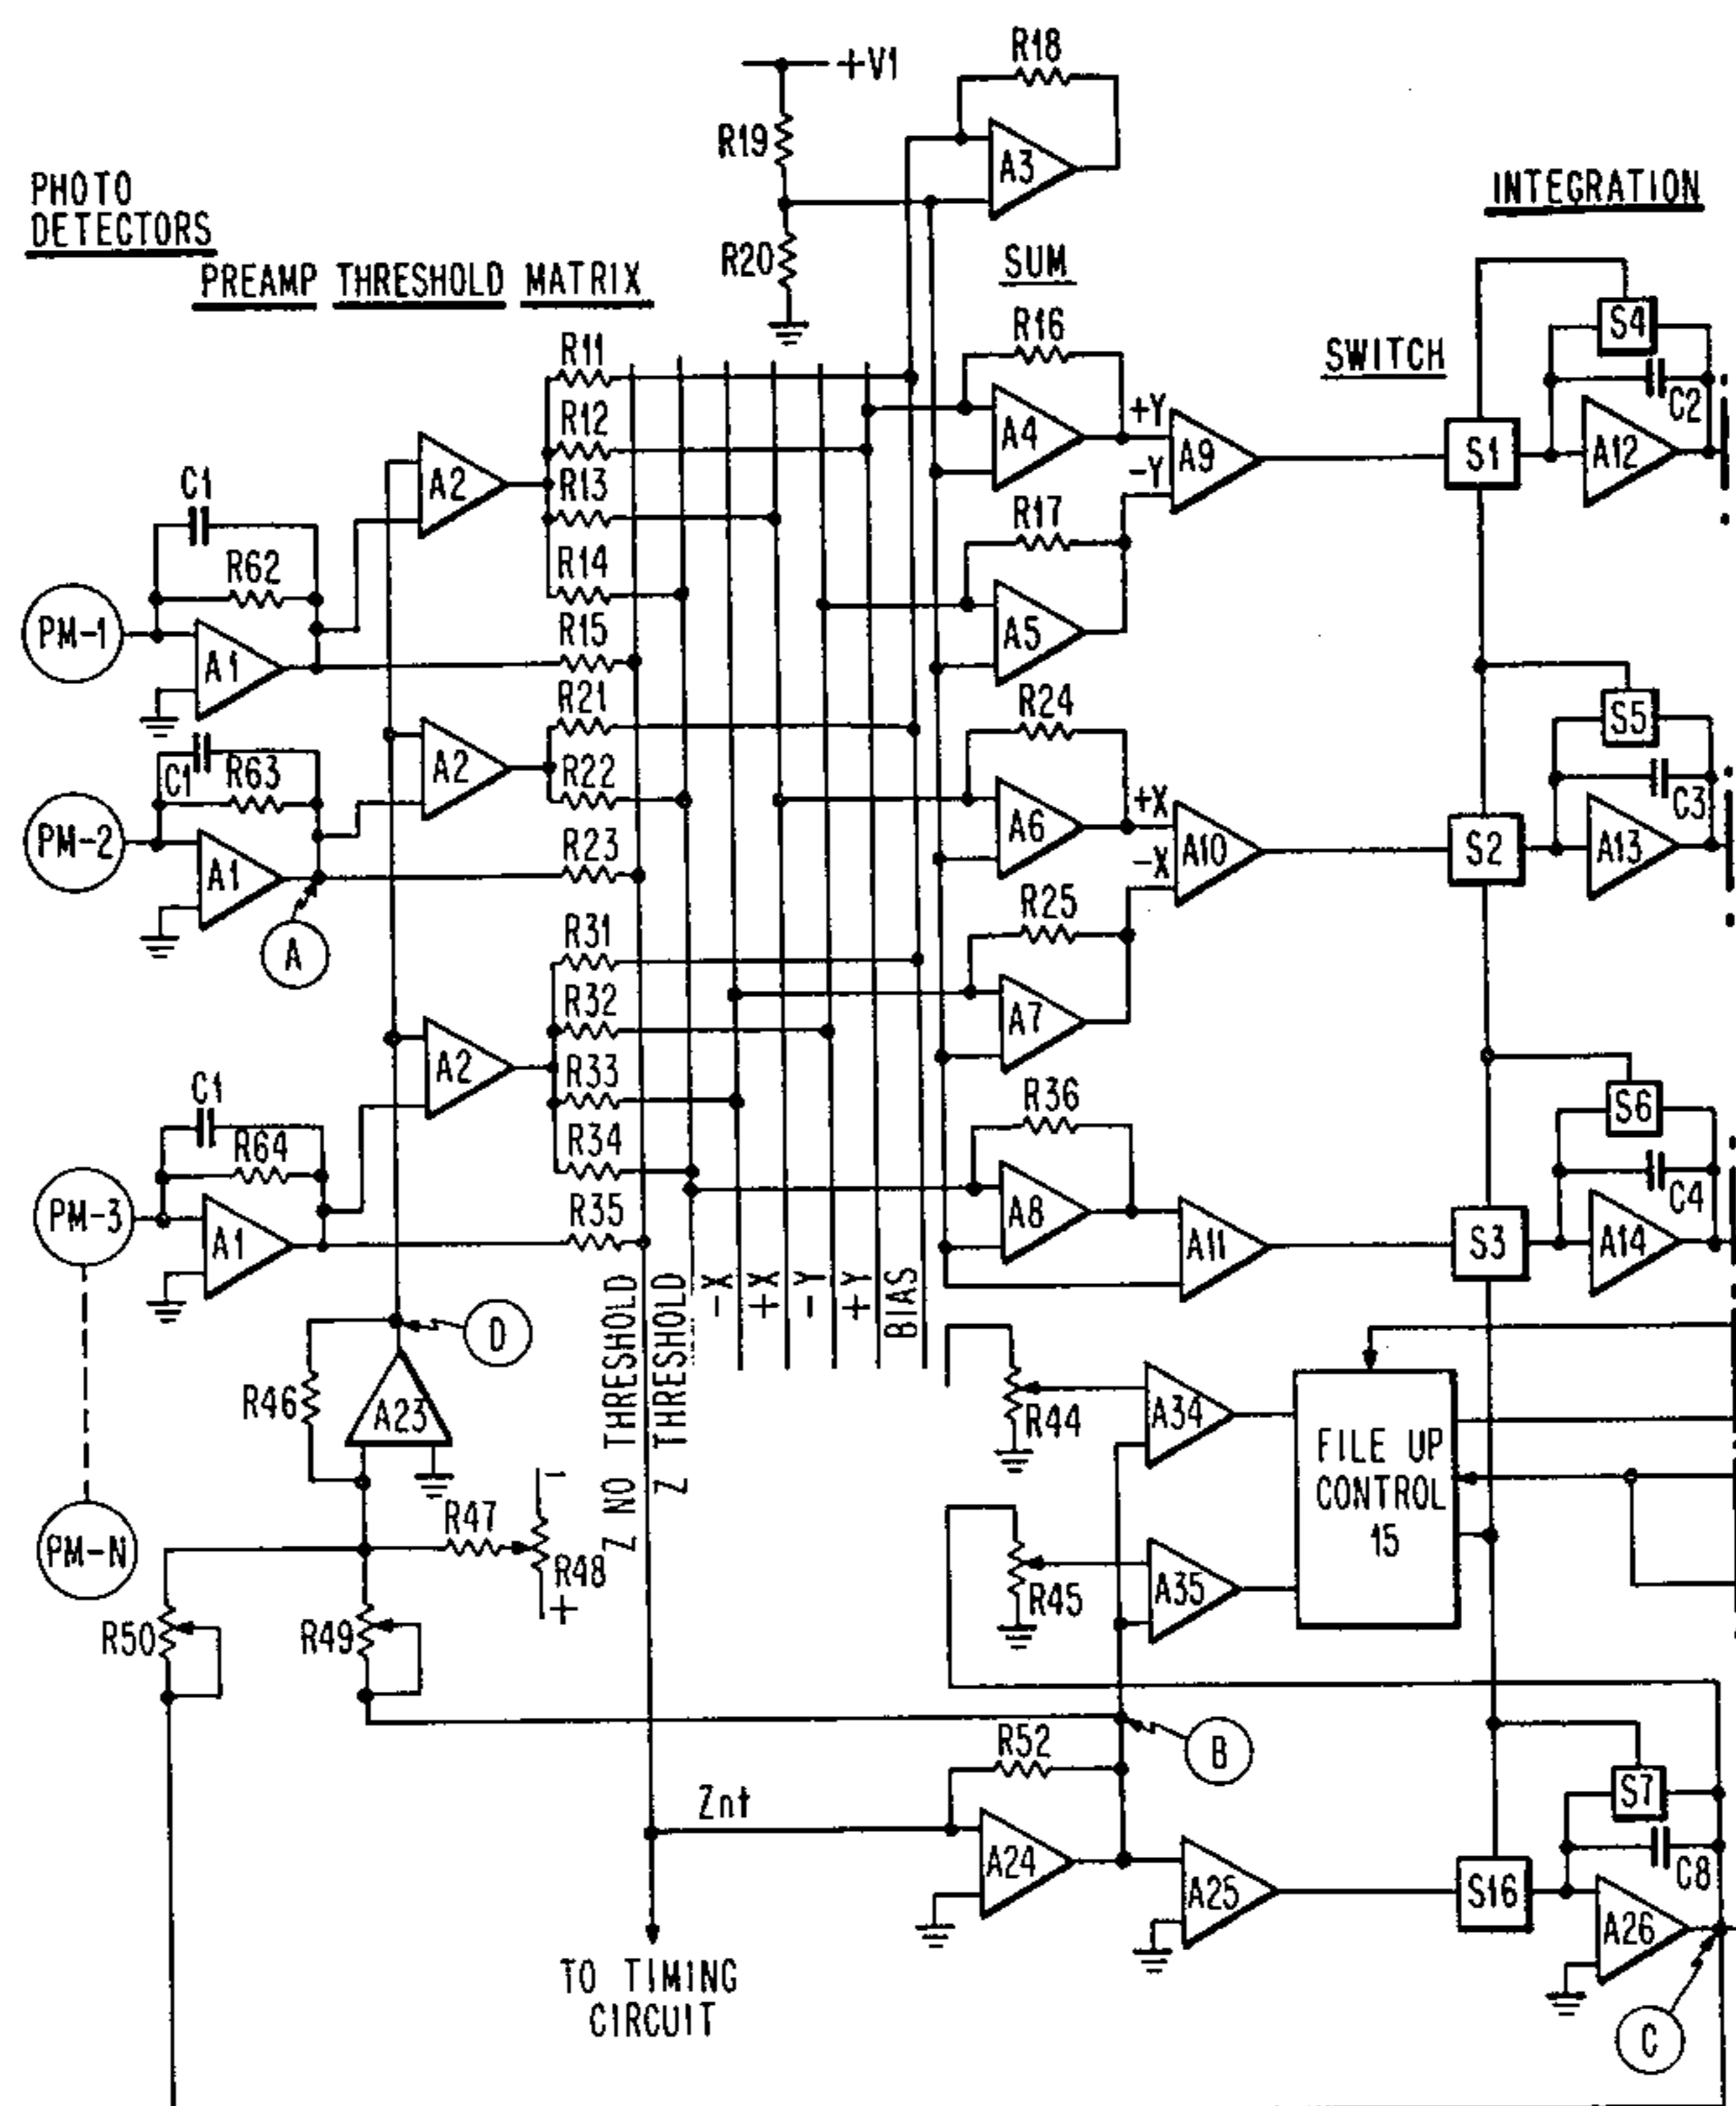 R18
+V1
R19
A3
PHOTO
DETECTORS
INTEGRATION
R20
SUM
PREAMP THRESHOLD MATRIX
R16
S4
R11
SWITCH
C2
R12
+Y
A4
A9
S1
A12
A2
-Y
R13
C1
R17
R14
R62
PM-1
R15
A5
A1
R21
R24
S5
C1
R63
A2
R22
+X
C3
PM-2
A6
A10
S2
A13
R23
-X
A1
R25
A
R31
R32
A7
A2
R33
R36
S6
C1
R34
R64
C4
PM-3
R35
A8
A11
S3
A14
A1
Z NO THRESHOLD
Z THRESHOLD
-X
+X
-Y
+Y
BIAS
D
R46
A23
R44
A34
FILE UP
CONTROL
15
R47
-
R48
+
PM-N
R45
A35
R50
R49
B
R52
Znt
S7
A24
A25
S16
C8
A26
TO TIMING
CIRCUIT
C